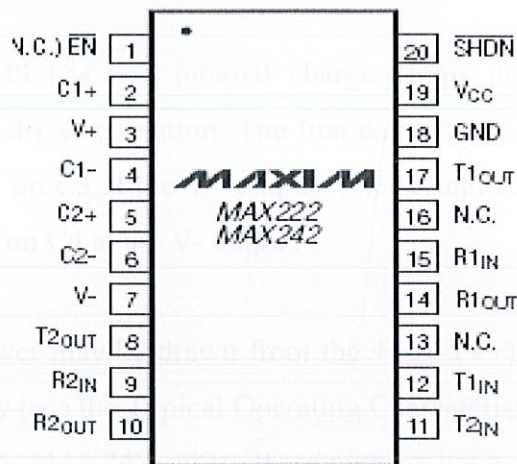 N.C.) EN 1 20 SHDN
C1+ 2 19 VCC
V+ 3 18 GND
C1- 4 MAXIM 17 T1OUT
C2+ 5 MAX222 16 N.C.
MAX242
C2- 6 15 R1IN
V- 7 14 R1OUT
T2OUT 8 13 N.C.
R2IN 9 12 T1IN
R2OUT 10 11 T2IN